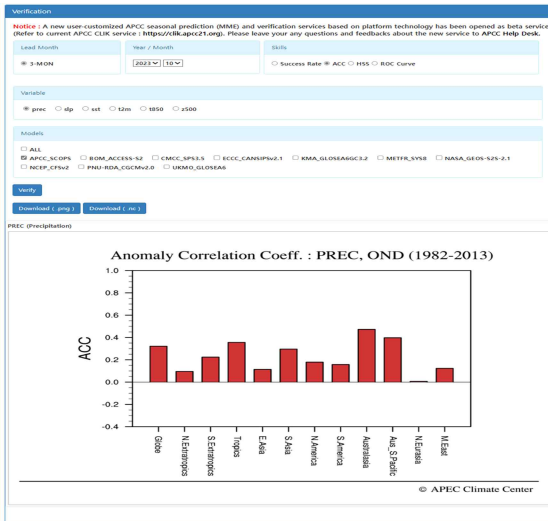 Verification
Notice : A new user-customized APCC seasonal prediction (MME) and verification services based on platform technology has been opened as beta service
(Refer to current APCC CLIK service : https://clik.apcc21.org). Please leave your any questions and feedbacks about the new service to APCC Help Desk.
Lead Month Year / Month Skills
3-MON 2023 10 Success Rate ACC HSS ROC Curve
Variable
prec slp sst t2m t850 z500
Models
ALL
APCC_SCOPS BOM_ACCESS-S2 CMCC_SPS3.5 ECCC_CANSIPSv2.1 KMA_GLOSEA6GC3.2 METFR_SYS8 NASA_GEOS-S2S-2.1
NCEP_CFSv2 PNU-RDA_CGCMv2.0 UKMO_GLOSEA6
Verify
Download ( .png ) Download ( .nc )
PREC (Precipitation)
Anomaly Correlation Coeff. : PREC, OND (1982-2013)
1.0
0.8
0.6
0.4
0.2
0.0
-0.2
-0.4
ACC
Globe
N.Extratropics
S.Extratropics
Tropics
E.Asia
S.Asia
N.America
S.America
Australasia
Aus_S.Pacific
N.Eurasia
M.East
© APEC Climate Center